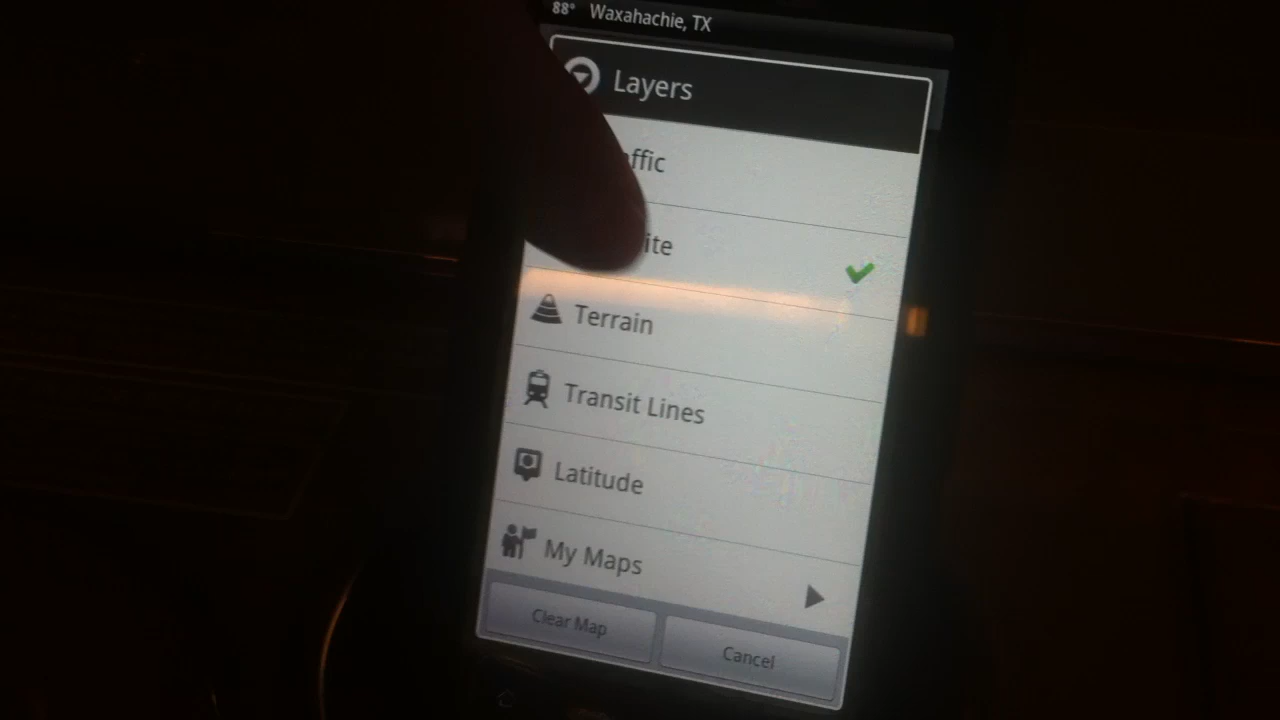 88° Waxahachie, TX
Layers
ffic
ite
Terrain
Transit Lines
Latitude
My Maps
Clear Map
Cancel